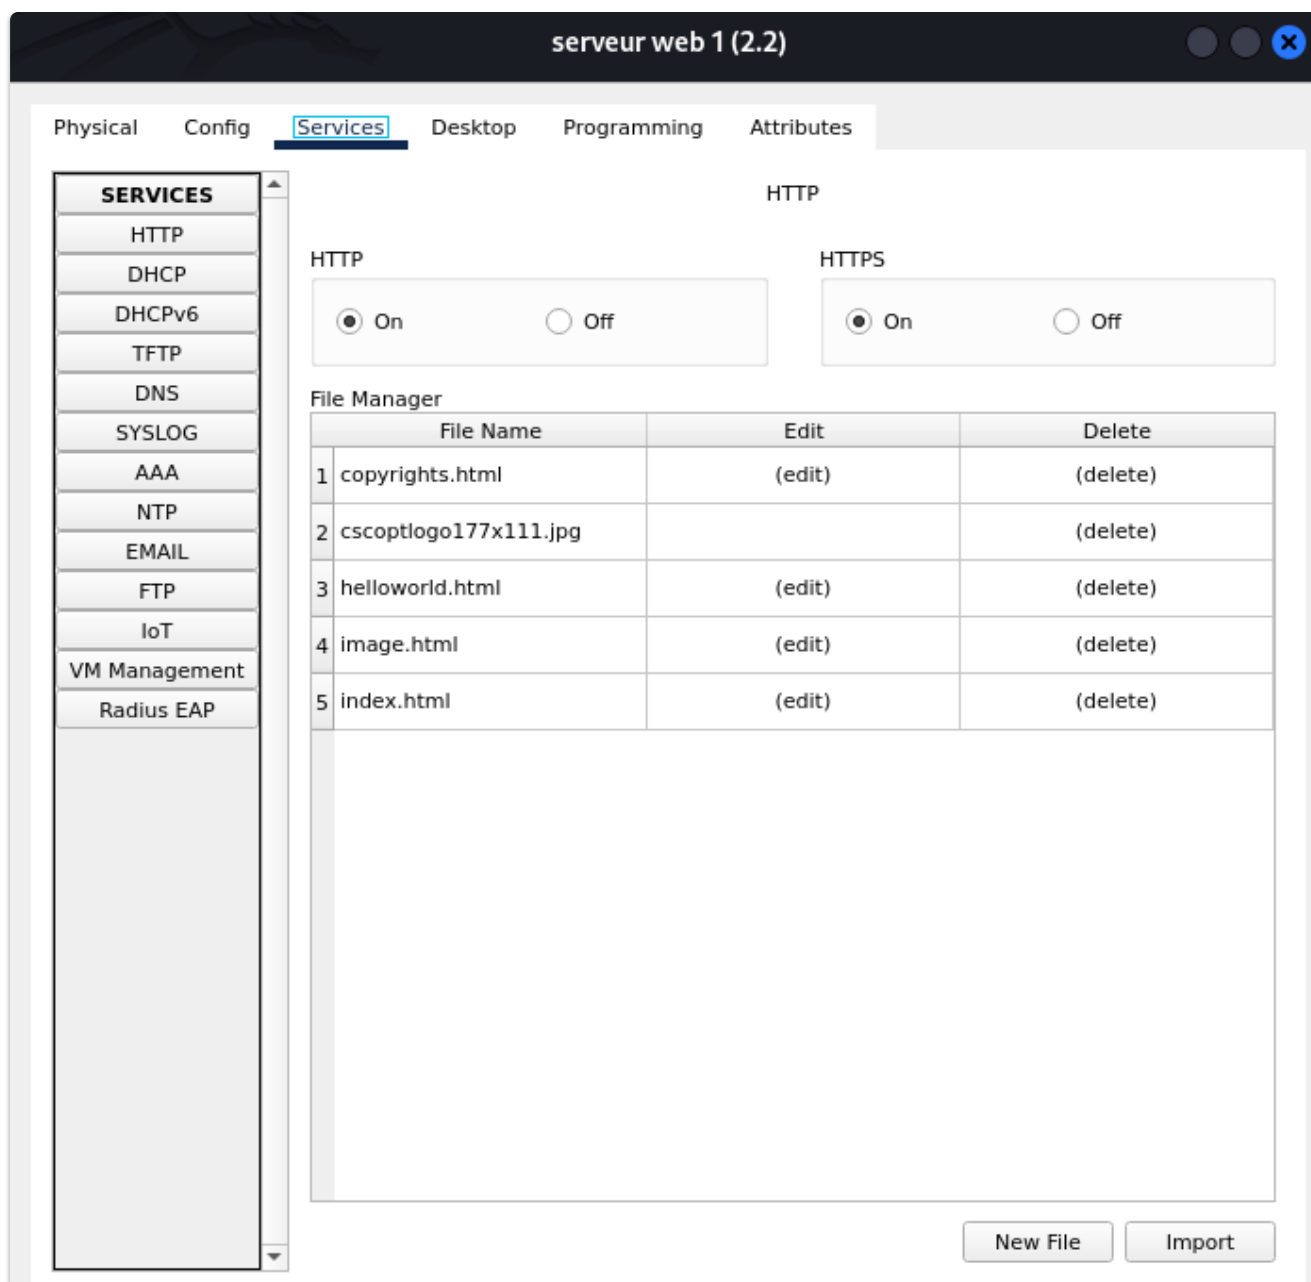 serveur web 1 (2.2)
Physical Config Services Desktop Programming Attributes
SERVICES
HTTP
DHCP
DHCPv6
TFTP
DNS
SYSLOG
AAA
NTP
EMAIL
FTP
IoT
VM Management
Radius EAP
HTTP
HTTP HTTPS
On Off On Off
File Manager
File Name Edit Delete
1 copyrights.html (edit) (delete)
2 cscoptlogo177x111.jpg (delete)
3 helloworld.html (edit) (delete)
4 image.html (edit) (delete)
5 index.html (edit) (delete)
New File Import